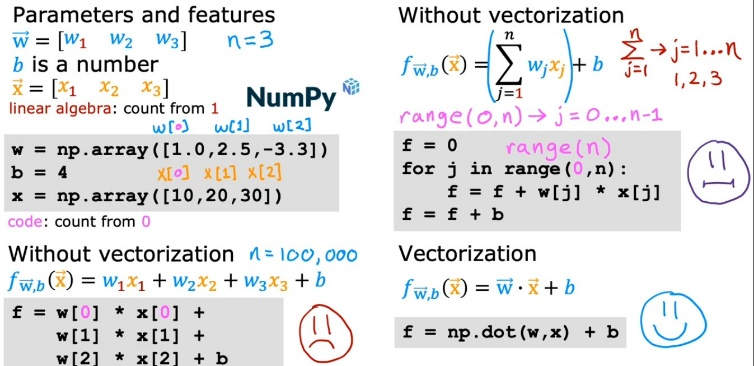 Parameters and features
w⃗ = [w₁ w₂ w₃] n=3
b is a number
x⃗ = [x₁ x₂ x₃]
linear algebra: count from 1
NumPy
w[0] w[1] w[2]
w = np.array([1.0,2.5,-3.3])
b = 4 x[0] x[1] x[2]
x = np.array([10,20,30])
code: count from 0
Without vectorization n=100,000
f_w⃗,b(x⃗) = w₁x₁ + w₂x₂ + w₃x₃ + b
f = w[0] * x[0] +
w[1] * x[1] +
w[2] * x[2] + b
Without vectorization
f_w⃗,b(x⃗) = (∑_{j=1}^{n} wⱼxⱼ) + b ∑_{j=1}^{n} → j=1...n
1, 2, 3
range(0,n) → j=0...n-1
f = 0 range(n)
for j in range(0,n):
f = f + w[j] * x[j]
f = f + b
Vectorization
f_w⃗,b(x⃗) = w⃗ · x⃗ + b
f = np.dot(w,x) + b